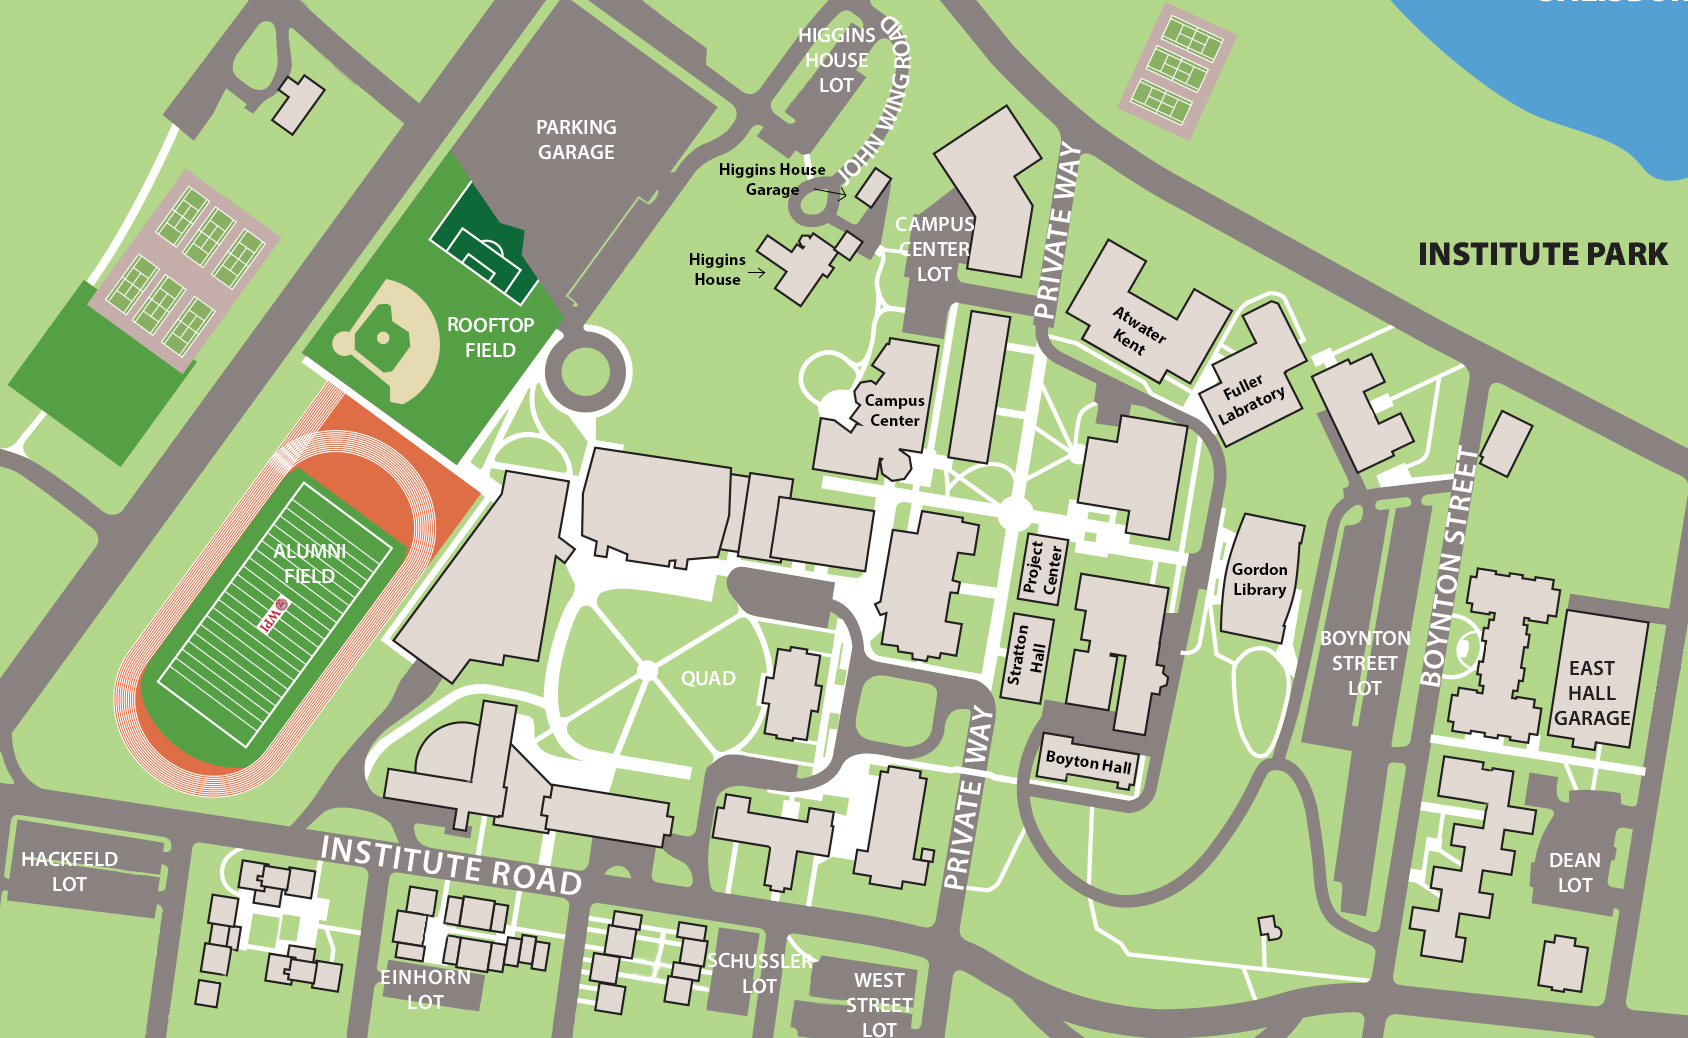 HIGGINS
HOUSE
LOT
JOHN WING ROAD
PARKING
GARAGE
Higgins House
Garage
CAMPUS
CENTER
LOT
PRIVATE WAY
INSTITUTE PARK
Higgins
House
ROOFTOP
FIELD
Atwater
Kent
Fuller
Labratory
Campus
Center
ALUMNI
FIELD
WPI
Project
Center
Gordon
Library
BOYNTON STREET
Stratton
Hall
QUAD
BOYNTON
STREET
LOT
EAST
HALL
GARAGE
PRIVATE WAY
Boyton Hall
INSTITUTE ROAD
HACKFELD
LOT
DEAN
LOT
EINHORN
LOT
SCHUSSLER
LOT
WEST
STREET
LOT